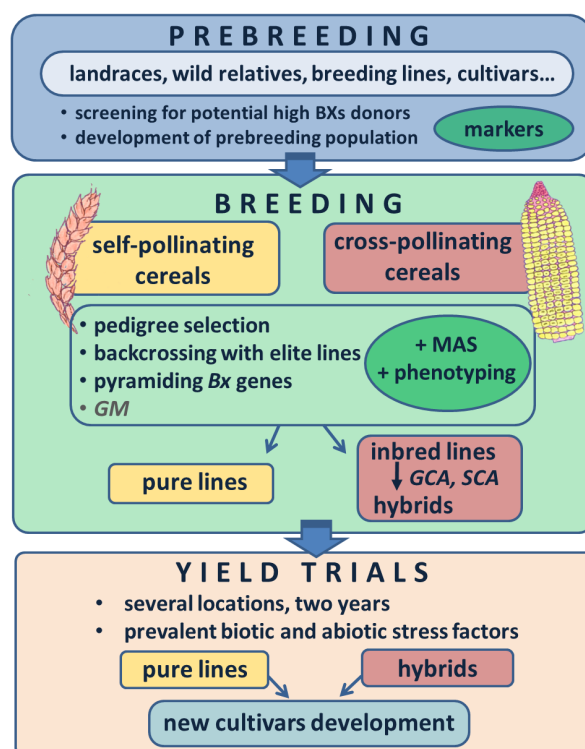 PREBREEDING
landraces, wild relatives, breeding lines, cultivars...
• screening for potential high BXs donors
• development of prebreeding population
markers
BREEDING
self-pollinating
cereals
cross-pollinating
cereals
• pedigree selection
• backcrossing with elite lines
• pyramiding Bx genes
• GM
+ MAS
+ phenotyping
pure lines
inbred lines
GCA, SCA
hybrids
YIELD TRIALS
• several locations, two years
• prevalent biotic and abiotic stress factors
pure lines
hybrids
new cultivars development